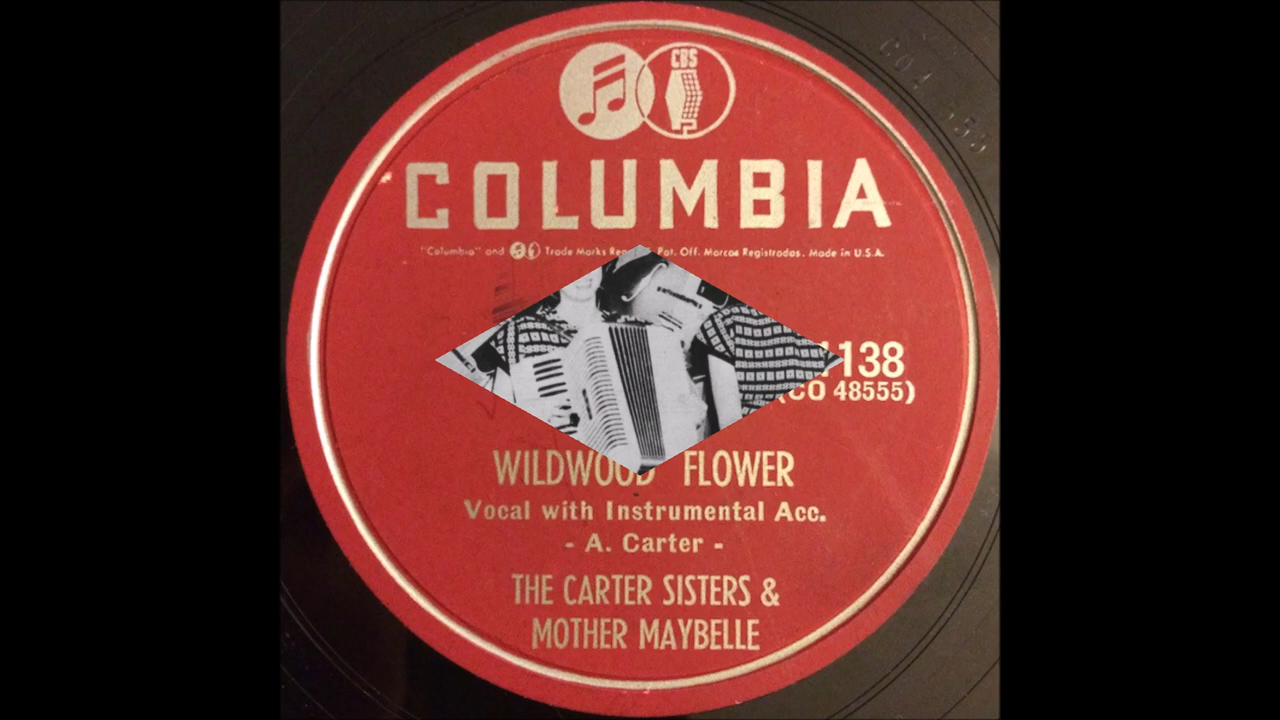 CBS
COLUMBIA
"Columbia" and Trade Marks Reg. Pat. Off. Marcas Registradas. Made in U.S.A.
1138
(CO 48555)
WILDWOOD FLOWER
Vocal with Instrumental Acc.
- A. Carter -
THE CARTER SISTERS &
MOTHER MAYBELLE